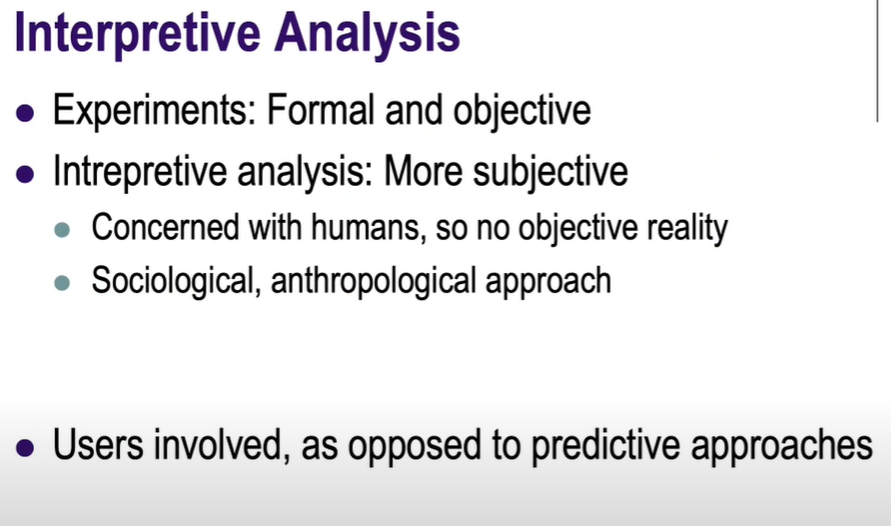 Interpretive Analysis
Experiments: Formal and objective
Intrepretive analysis: More subjective
Concerned with humans, so no objective reality
Sociological, anthropological approach
Users involved, as opposed to predictive approaches